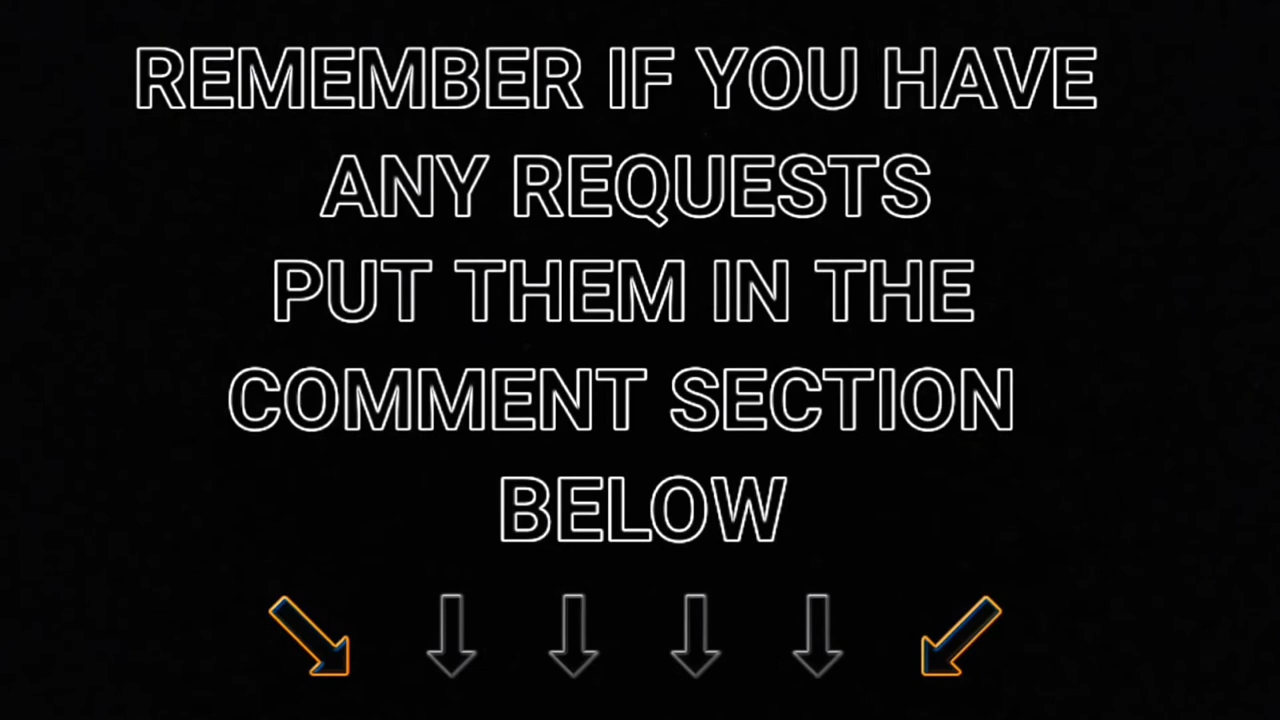 REMEMBER IF YOU HAVE
ANY REQUESTS
PUT THEM IN THE
COMMENT SECTION
BELOW